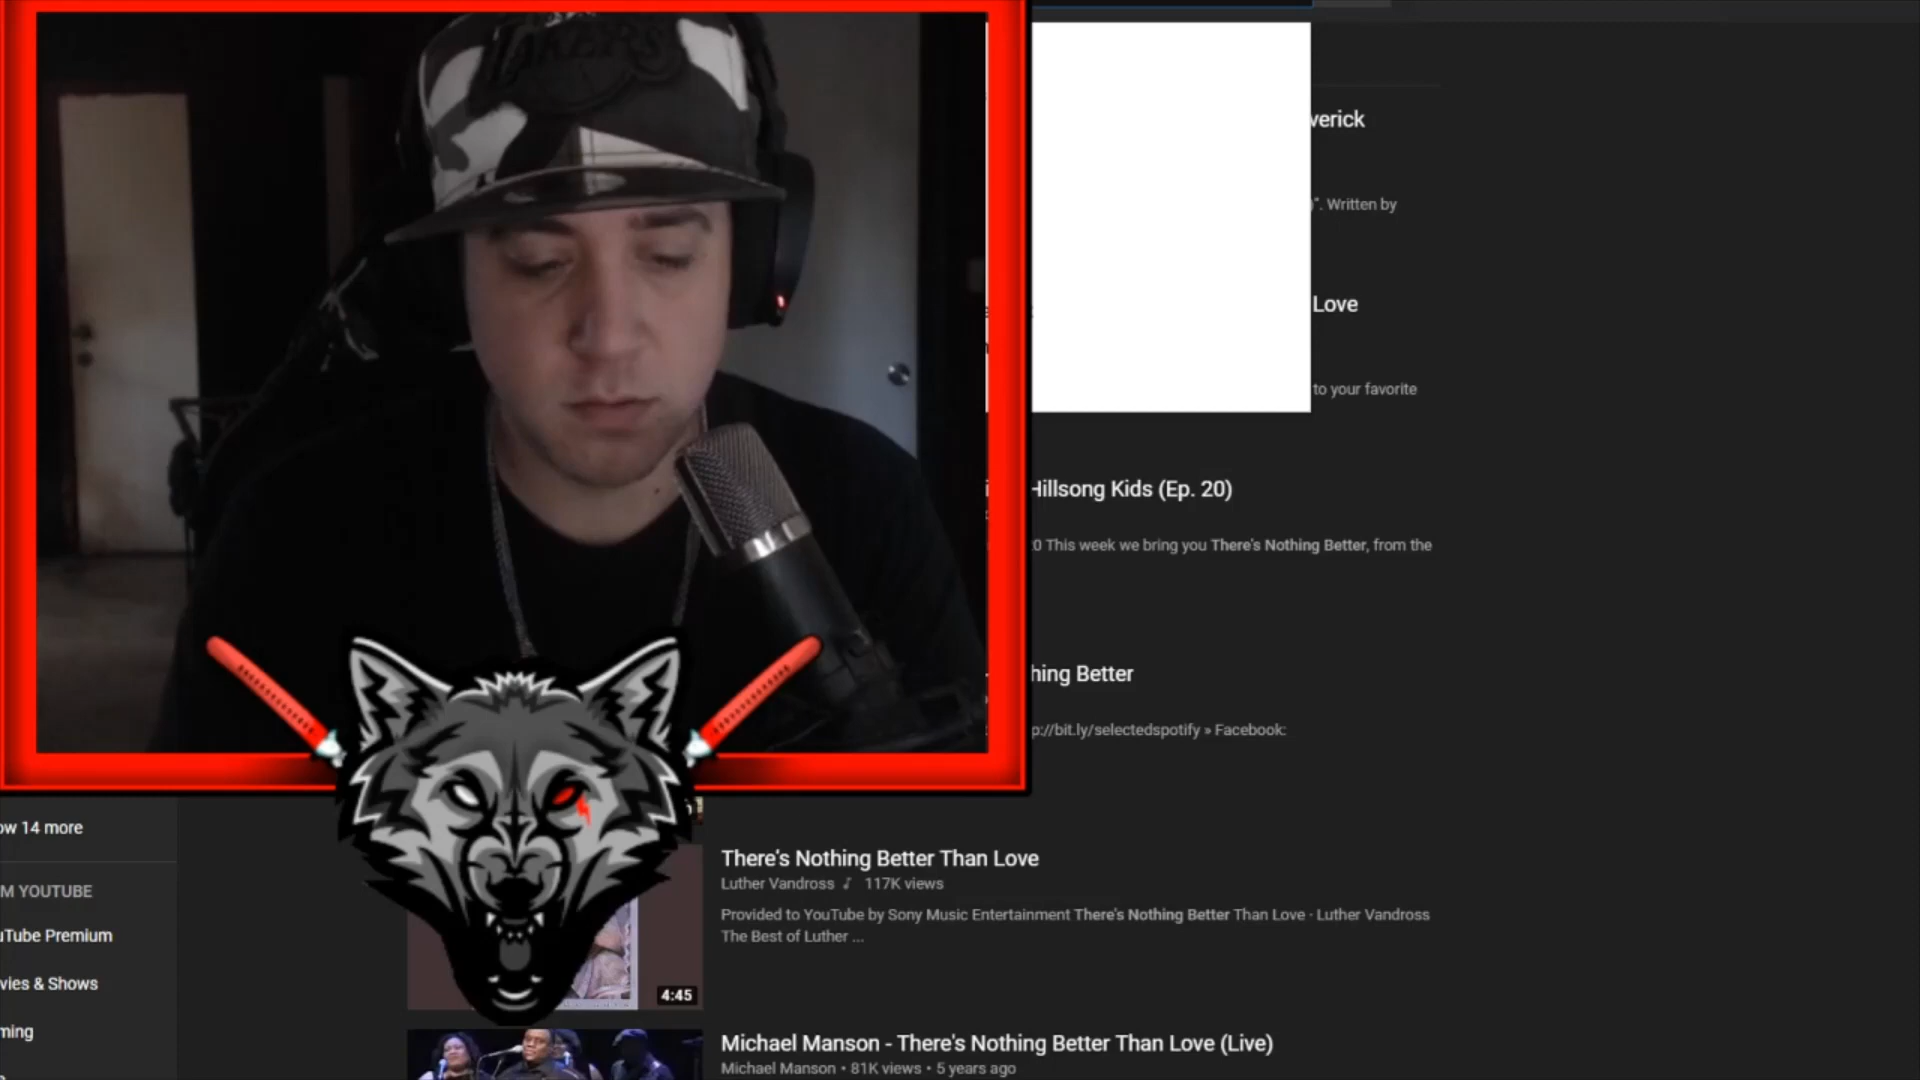 LAKERS
verick
)". Written by
Love
to your favorite
Hillsong Kids (Ep. 20)
0 This week we bring you There's Nothing Better, from the
hing Better
p://bit.ly/selectedspotify » Facebook:
ow 14 more
M YOUTUBE
uTube Premium
vies & Shows
ming
There's Nothing Better Than Love
Luther Vandross ♪ 117K views
Provided to YouTube by Sony Music Entertainment There's Nothing Better Than Love · Luther Vandross
The Best of Luther ...
4:45
Michael Manson - There's Nothing Better Than Love (Live)
Michael Manson • 81K views • 5 years ago